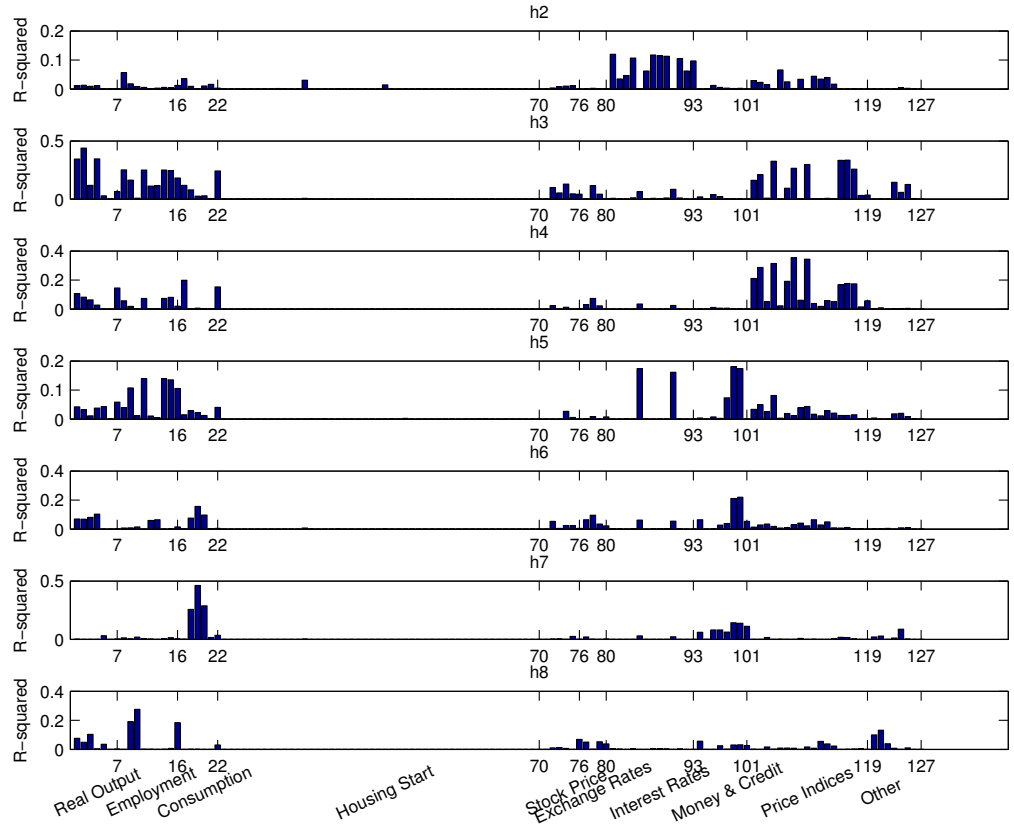 h2
R-squared
0.2
0.1
0
7 16 22 70 76 80 93 101 119 127
h3
R-squared
0.5
0
7 16 22 70 76 80 93 101 119 127
h4
R-squared
0.4
0.2
0
7 16 22 70 76 80 93 101 119 127
h5
R-squared
0.2
0.1
0
7 16 22 70 76 80 93 101 119 127
h6
R-squared
0.4
0.2
0
7 16 22 70 76 80 93 101 119 127
h7
R-squared
0.5
0
7 16 22 70 76 80 93 101 119 127
h8
R-squared
0.4
0.2
0
7 16 22 70 76 80 93 101 119 127
Real Output Employment Consumption Housing Start Stock Price Exchange Rates Interest Rates Money & Credit Price Indices Other